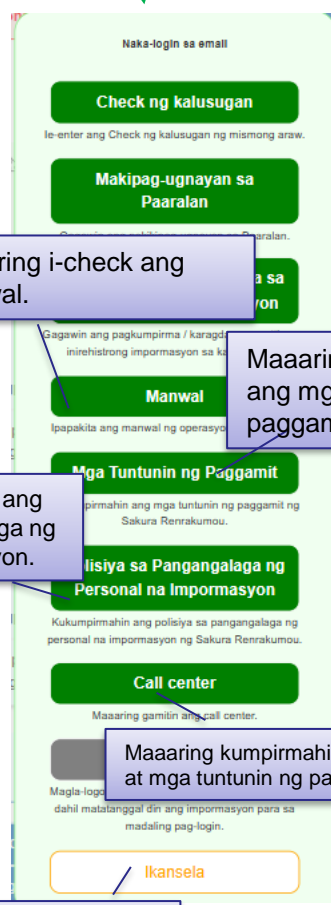 Naka-login sa email
Check ng kalusugan
Ie-enter ang Check ng kalusugan ng mismong araw.
Makipag-ugnayan sa
Paaralan
ring i-check ang
al.
a sa
yon
Gagawin ang pagkumpirma / karagda
inirehistrong impormasyon sa ka
Maaarin
ang mg
paggam
Manwal
Ipapakita ang manwal ng operasyo
Mga Tuntunin ng Paggamit
pirmahin ang mga tuntunin ng paggamit ng
Sakura Renrakumou.
ang
ga ng
yon.
lisiya sa Pangangalaga ng
Personal na Impormasyon
Kukumpirmahin ang polisiya sa pangangalaga ng
personal na impormasyon ng Sakura Renrakumou.
Call center
Maaaring gamitin ang call center.
Maaaring kumpirmahi
at mga tuntunin ng pa
Magla-logo
dahil matatanggal din ang impormasyon para sa
madaling pag-login.
Ikansela